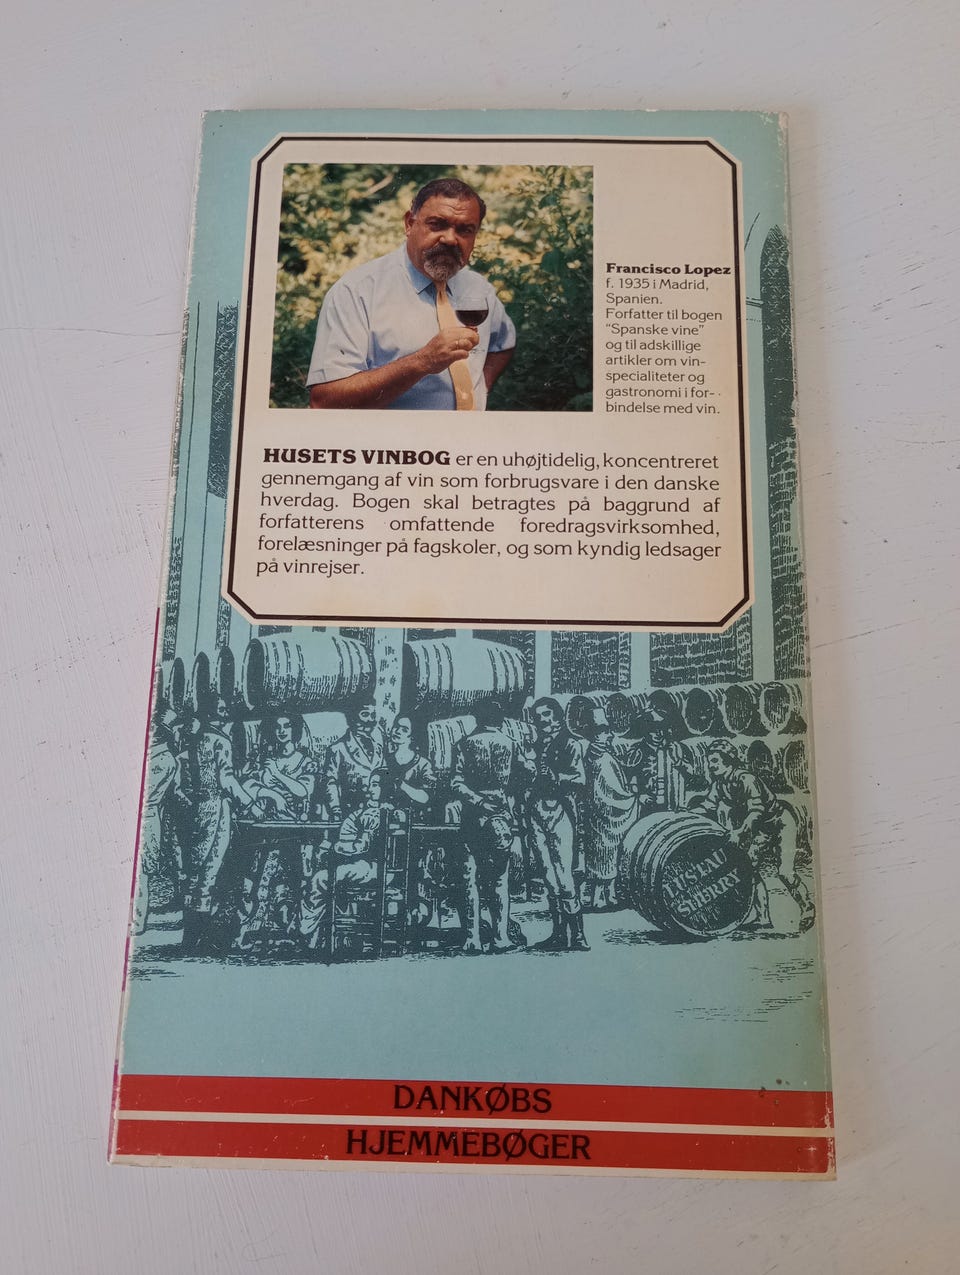 Francisco Lopez
f. 1935 i Madrid,
Spanien.
Forfatter til bogen
"Spanske vine"
og til adskillige
artikler om vin-
specialiteter og
gastronomi i for-
bindelse med vin.
HUSETS VINBOG er en uhøjtidelig, koncentreret
gennemgang af vin som forbrugsvare i den danske
hverdag. Bogen skal betragtes på baggrund af
forfatterens omfattende foredragsvirksomhed,
forelæsninger på fagskoler, og som kyndig ledsager
på vinrejser.
LUSTAU
SHERRY
DANKØBS
HJEMMEBØGER